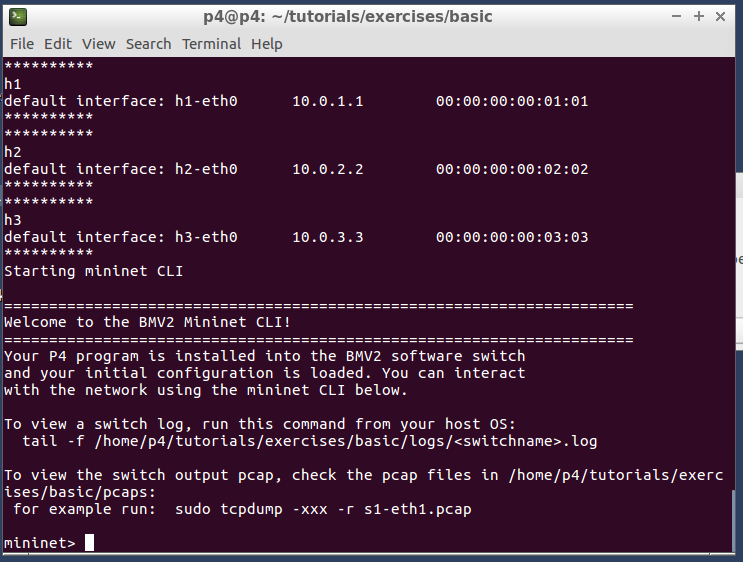 p4@p4: ~/tutorials/exercises/basic
File Edit View Search Terminal Help
**********
h1
default interface: h1-eth0      10.0.1.1        00:00:00:00:01:01
**********
**********
h2
default interface: h2-eth0      10.0.2.2        00:00:00:00:02:02
**********
**********
h3
default interface: h3-eth0      10.0.3.3        00:00:00:00:03:03
**********
Starting mininet CLI
======================================================================
Welcome to the BMV2 Mininet CLI!
======================================================================
Your P4 program is installed into the BMV2 software switch
and your initial configuration is loaded. You can interact
with the network using the mininet CLI below.
To view a switch log, run this command from your host OS:
  tail -f /home/p4/tutorials/exercises/basic/logs/<switchname>.log
To view the switch output pcap, check the pcap files in /home/p4/tutorials/exerc
ises/basic/pcaps:
 for example run:  sudo tcpdump -xxx -r s1-eth1.pcap
mininet>